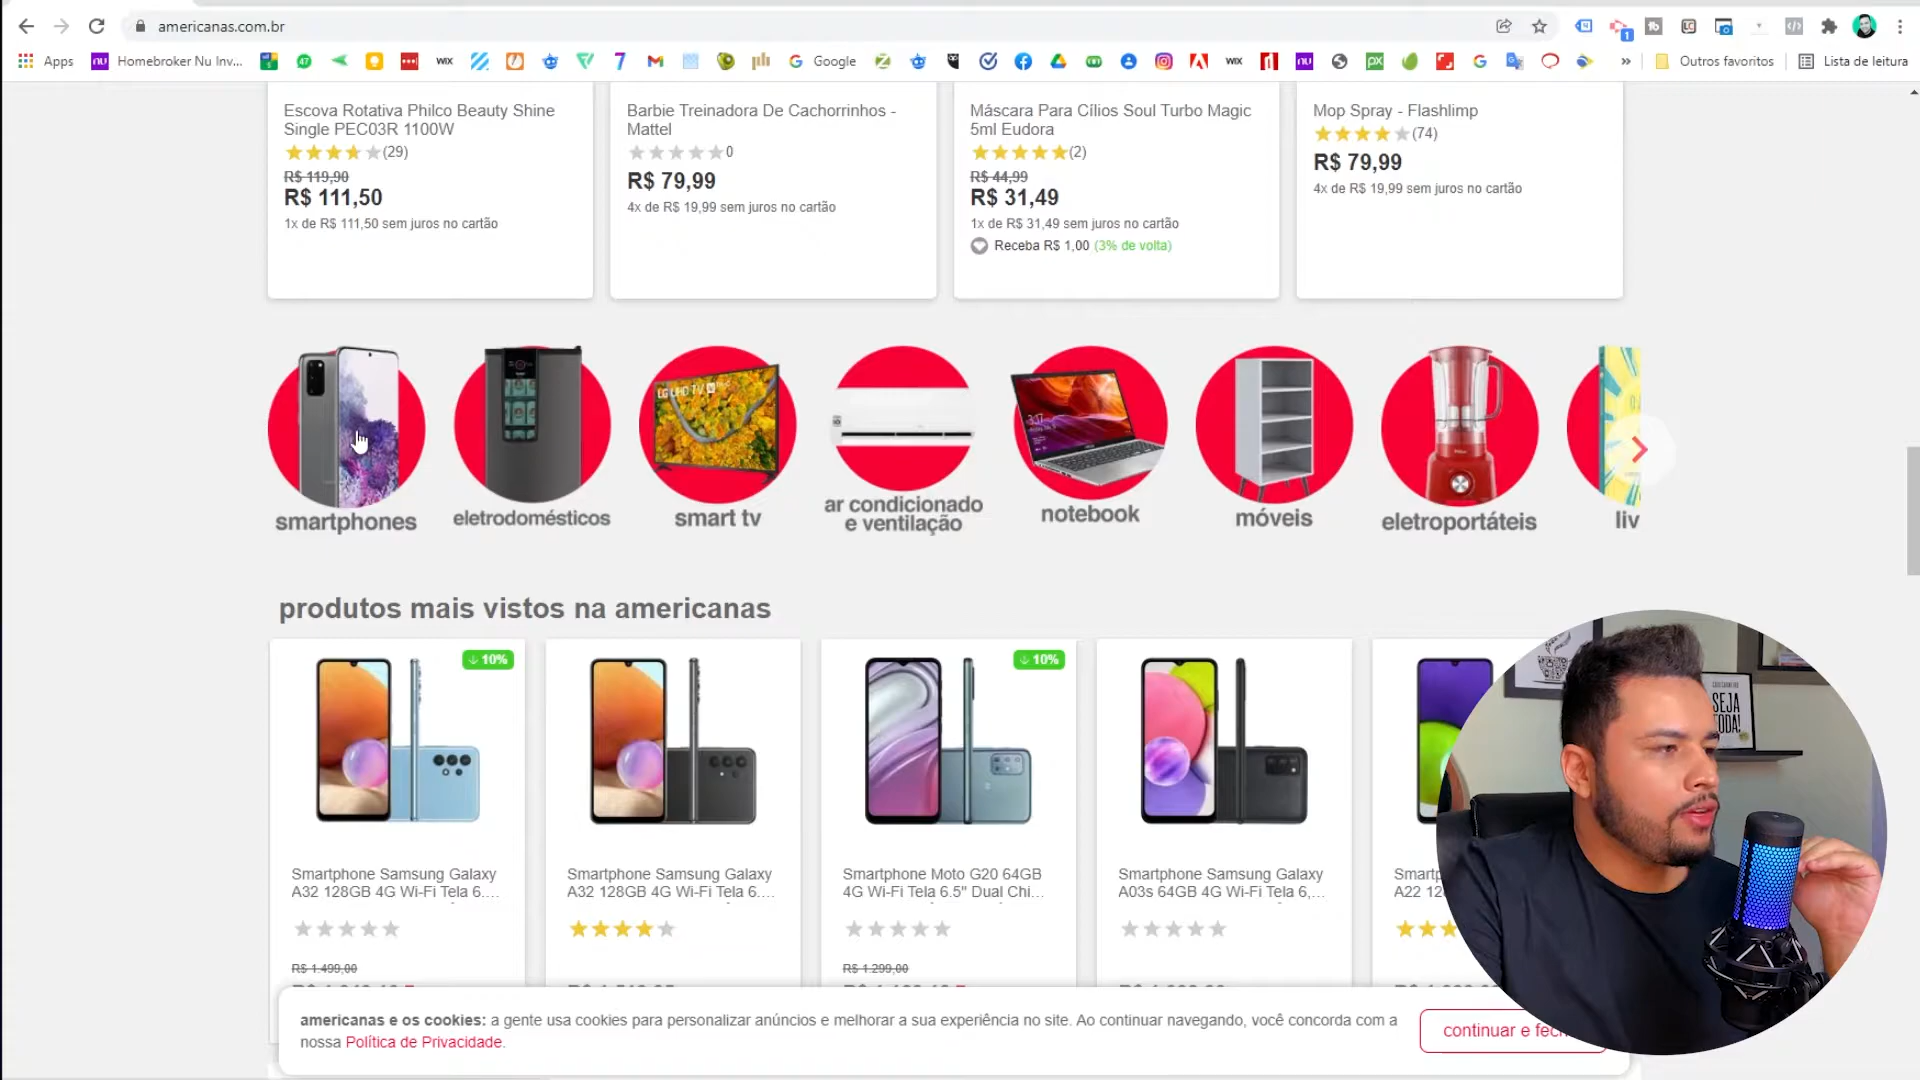 americanas.com.br
Apps
Homebroker Nu Inv...
Google
Outros favoritos
Lista de leitura
Escova Rotativa Philco Beauty Shine
Single PEC03R 1100W
(29)
R$ 119,90
R$ 111,50
1x de R$ 111,50 sem juros no cartão
Barbie Treinadora De Cachorrinhos -
Mattel
0
R$ 79,99
4x de R$ 19,99 sem juros no cartão
Máscara Para Cílios Soul Turbo Magic
5ml Eudora
(2)
R$ 44,99
R$ 31,49
1x de R$ 31,49 sem juros no cartão
Receba R$ 1,00 (3% de volta)
Mop Spray - Flashlimp
(74)
R$ 79,99
4x de R$ 19,99 sem juros no cartão
smartphones
eletrodomésticos
smart tv
ar condicionado
e ventilação
notebook
móveis
eletroportáteis
liv
produtos mais vistos na americanas
10%
10%
Smartphone Samsung Galaxy
A32 128GB 4G Wi-Fi Tela 6....
R$ 1.499,00
Smartphone Samsung Galaxy
A32 128GB 4G Wi-Fi Tela 6....
Smartphone Moto G20 64GB
4G Wi-Fi Tela 6.5" Dual Chi...
R$ 1.299,00
Smartphone Samsung Galaxy
A03s 64GB 4G Wi-Fi Tela 6,...
Smartp
A22 12
SEJA
americanas e os cookies: a gente usa cookies para personalizar anúncios e melhorar a sua experiência no site. Ao continuar navegando, você concorda com a
nossa Política de Privacidade.
continuar e fech